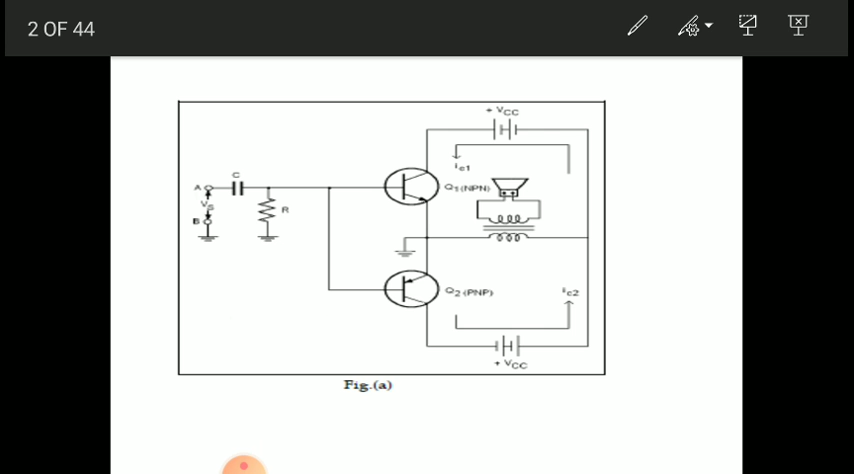 2 OF 44
+ VCC
ic1
C
A
Q1(NPN)
VS
R
B
Q2(PNP)
ic2
+ VCC
Fig.(a)